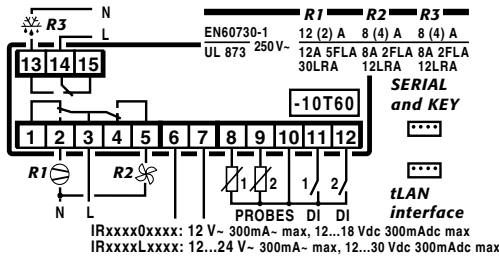 N
R3
L
13 14 15
R1 R2 R3
EN60730-1 12 (2) A 8 (4) A 8 (4) A
UL 873 250 V~ 12A 5FLA 8A 2FLA 8A 2FLA
30LRA 12LRA 12LRA
-10T60
SERIAL
and KEY
1 2 3 4 5 6 7 8 9 10 11 12
R1 R2 1 2 1 2
N L
PROBES DI DI
tLAN
interface
IRxxxx0xxxx: 12 V~ 300mA~ max, 12...18 Vdc 300mAdc max
IRxxxxLxxxx: 12...24 V~ 300mA~ max, 12...30 Vdc 300mAdc max